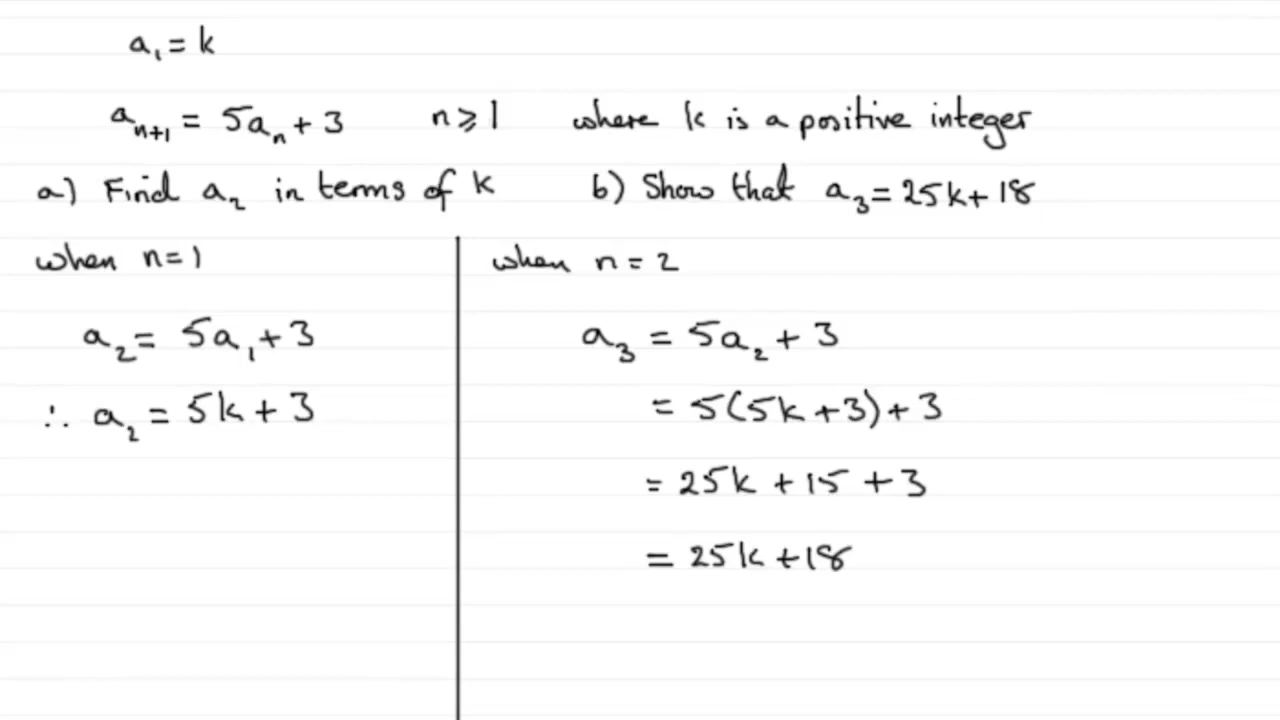 a₁ = k
aₙ₊₁ = 5aₙ + 3 n ⩾ 1 where k is a positive integer
a) Find a₂ in terms of k b) Show that a₃ = 25k + 18
when n = 1
a₂ = 5a₁ + 3
∴ a₂ = 5k + 3
when n = 2
a₃ = 5a₂ + 3
= 5(5k + 3) + 3
= 25k + 15 + 3
= 25k + 18